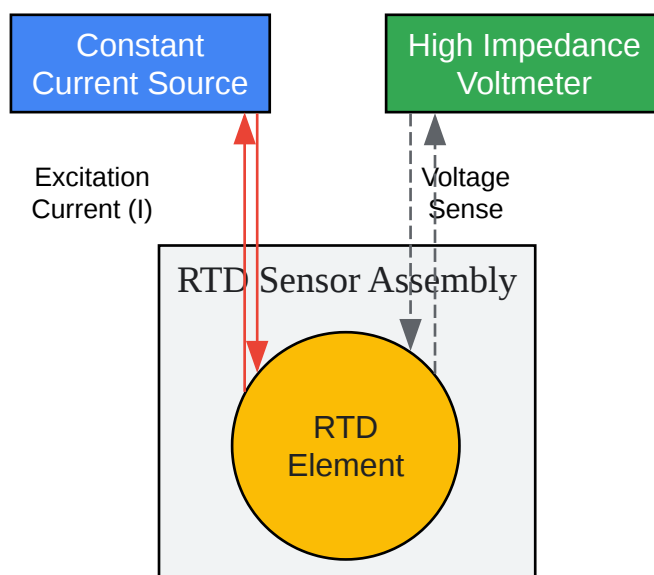 Constant
Current Source
High Impedance
Voltmeter
Excitation
Current (I)
Voltage
Sense
RTD Sensor Assembly
RTD
Element